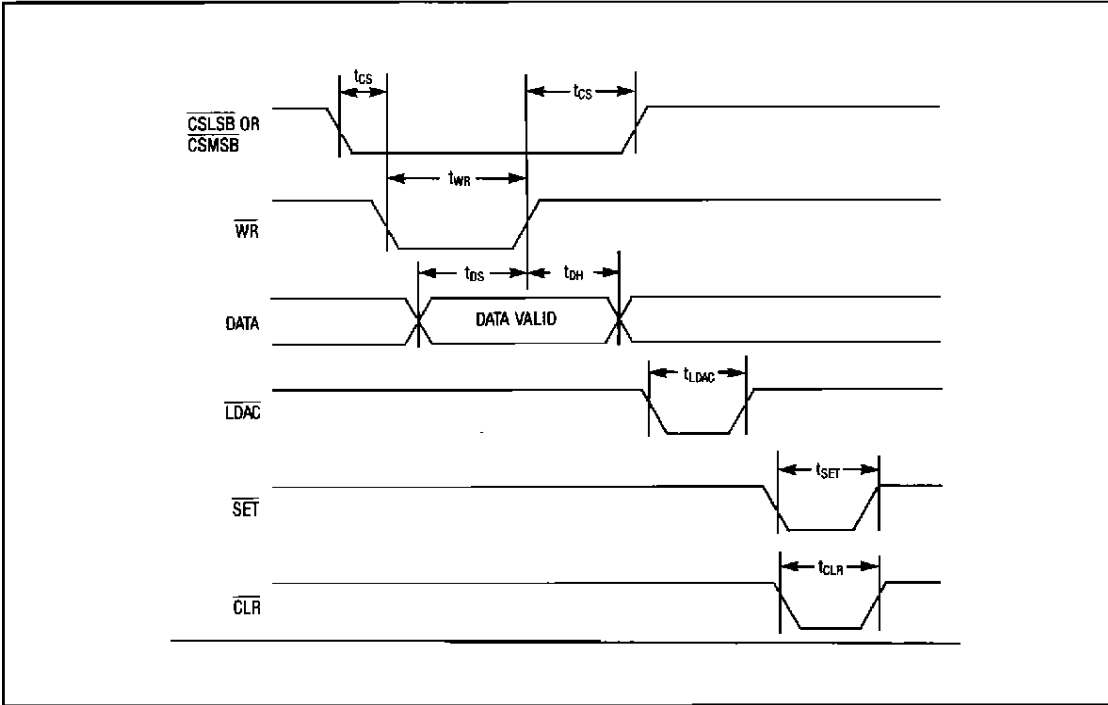 tCS
tCS
CSLSB OR
CSMSB
tWR
WR
tDS
tDH
DATA
DATA VALID
tLDAC
LDAC
tSET
SET
tCLR
CLR